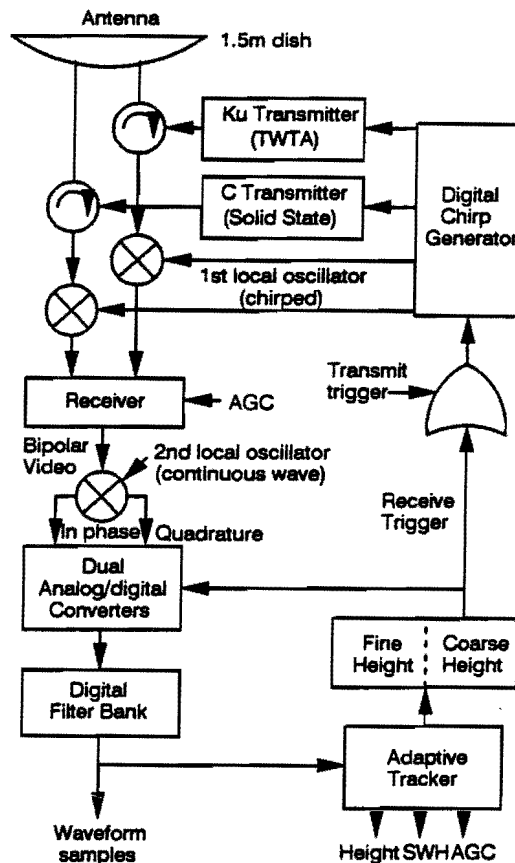 Antenna
1.5m dish
Ku Transmitter
(TWTA)
C Transmitter
(Solid State)
Digital
Chirp
Generator
1st local oscillator
(chirped)
Transmit
trigger
Receiver
AGC
Bipolar
Video
2nd local oscillator
(continuous wave)
In phase
Quadrature
Receive
Trigger
Dual
Analog/digital
Converters
Fine
Height
Coarse
Height
Digital
Filter Bank
Adaptive
Tracker
Waveform
samples
Height SWH AGC